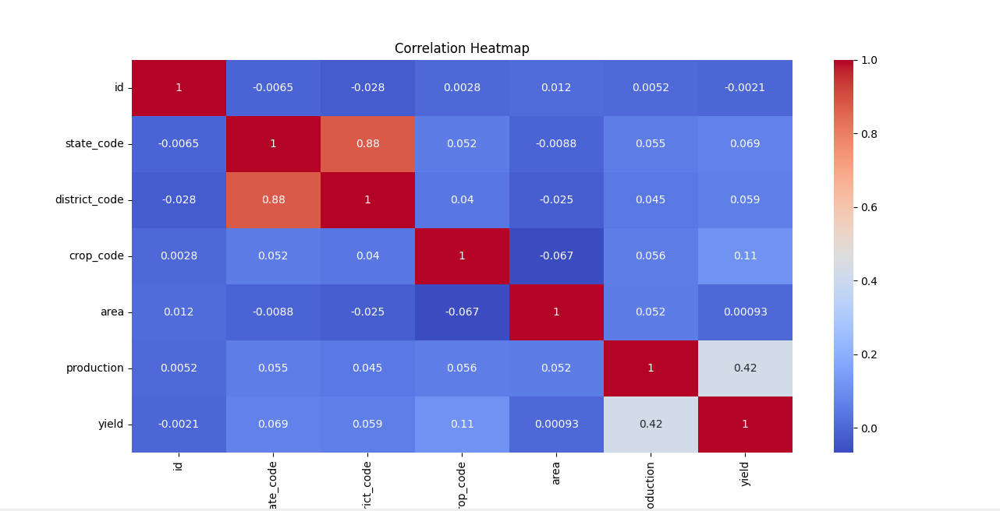 Correlation Heatmap
id 1 -0.0065 -0.028 0.0028 0.012 0.0052 -0.0021
state_code -0.0065 1 0.88 0.052 -0.0088 0.055 0.069
district_code -0.028 0.88 1 0.04 -0.025 0.045 0.059
crop_code 0.0028 0.052 0.04 1 -0.067 0.056 0.11
area 0.012 -0.0088 -0.025 -0.067 1 0.052 0.00093
production 0.0052 0.055 0.045 0.056 0.052 1 0.42
yield -0.0021 0.069 0.059 0.11 0.00093 0.42 1
id ate_code rict_code rop_code area oduction yield
1.0
0.8
0.6
0.4
0.2
0.0